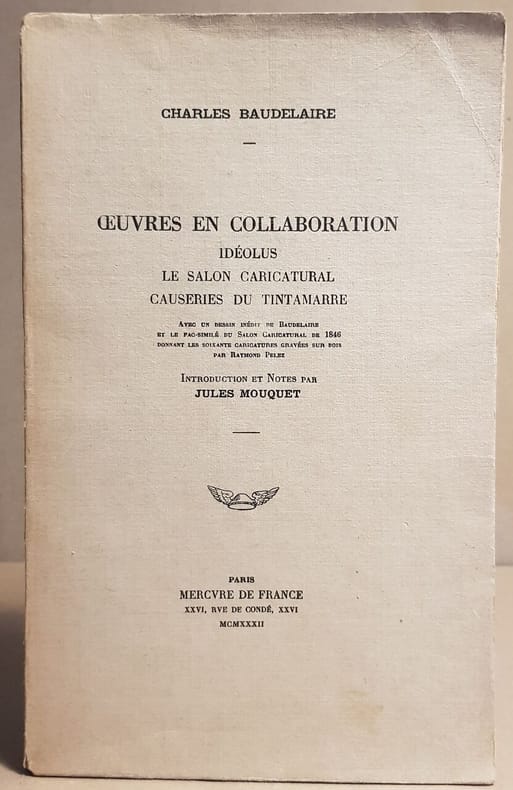 CHARLES BAUDELAIRE
ŒUVRES EN COLLABORATION
IDÉOLUS
LE SALON CARICATURAL
CAUSERIES DU TINTAMARRE
AVEC UN DESSIN INÉDIT DE BAUDELAIRE
ET LE FAC-SIMILÉ DU SALON CARICATURAL DE 1846
DONNANT LES SOIXANTE CARICATURES GRAVÉES SUR BOIS
PAR RAYMOND PELEZ
INTRODUCTION ET NOTES PAR
JULES MOUQUET
PARIS
MERCVRE DE FRANCE
XXVI, RVE DE CONDÉ, XXVI
MCMXXXII